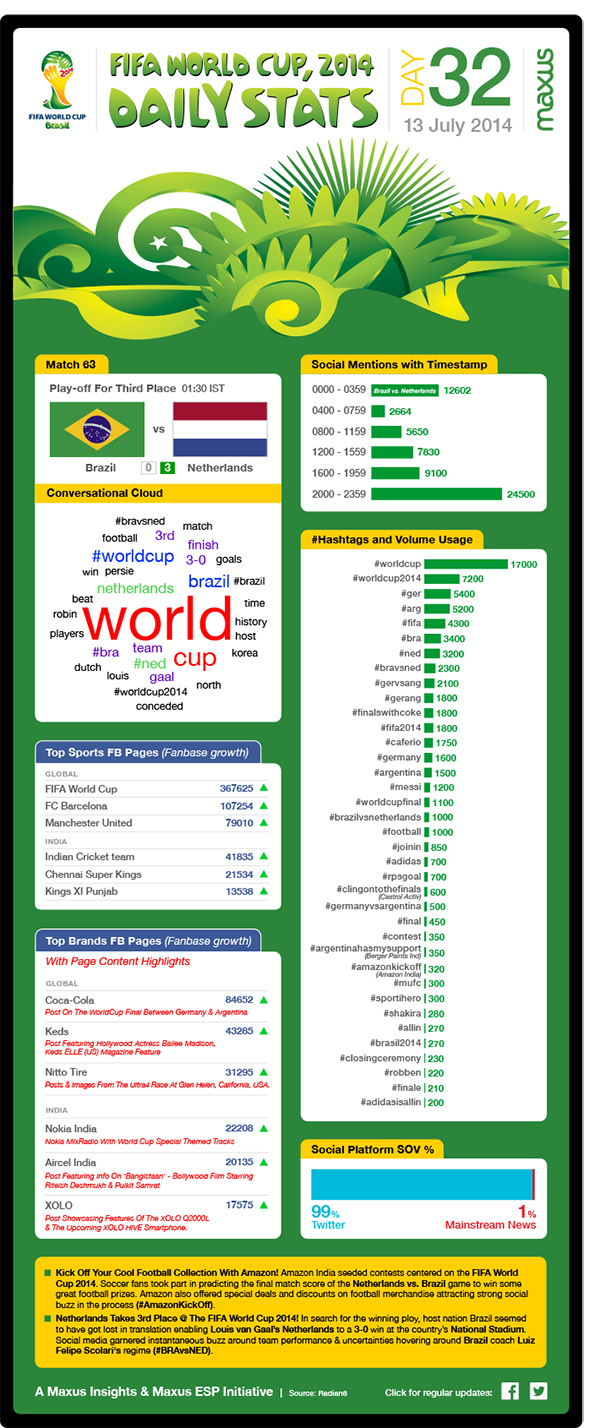 FIFA WORLD CUP, 2014
DAILY STATS
DAY 32
13 July 2014
maxus
2014
FIFA WORLD CUP
Brasil
Match 63
Play-off For Third Place 01:30 IST
vs
Brazil 0 3 Netherlands
Conversational Cloud
#bravsned
match
football 3rd
finish
#worldcup 3-0 goals
win persie
netherlands brazil #brazil
beat
time
robin
world
history
players
host
#bra team
korea
#ned cup
dutch
louis gaal
north
#worldcup2014
conceded
Top Sports FB Pages (Fanbase growth)
GLOBAL
FIFA World Cup 367625
FC Barcelona 107254
Manchester United 79010
INDIA
Indian Cricket team 41835
Chennai Super Kings 21534
Kings XI Punjab 13538
Top Brands FB Pages (Fanbase growth)
With Page Content Highlights
GLOBAL
Coca-Cola 84652
Post On The WorldCup Final Between Germany & Argentina
Keds 43285
Post Featuring Hollywood Actress Bailee Madison,
Keds ELLE (US) Magazine Feature
Nitto Tire 31295
Posts & Images From The Ultra4 Race At Glen Helen, California, USA.
INDIA
Nokia India 22208
Nokia MixRadio With World Cup Special Themed Tracks
Aircel India 20135
Post Featuring Info On 'Bangistaan' - Bollywood Film Starring
Riteish Deshmukh & Pulkit Samrat
XOLO 17575
Post Showcasing Features Of The XOLO Q2000L
& The Upcoming XOLO HIVE Smartphone.
Social Mentions with Timestamp
0000 - 0359 Brazil vs. Netherlands 12602
0400 - 0759 2664
0800 - 1159 5650
1200 - 1559 7830
1600 - 1959 9100
2000 - 2359 24500
#Hashtags and Volume Usage
#worldcup 17000
#worldcup2014 7200
#ger 5400
#arg 5200
#fifa 4300
#bra 3400
#ned 3200
#bravsned 2300
#gervsang 2100
#gerang 1800
#finalswithcoke 1800
#fifa2014 1800
#caferio 1750
#germany 1600
#argentina 1500
#messi 1200
#worldcupfinal 1100
#brazilvsnetherlands 1000
#football 1000
#joinin 850
#adidas 700
#rpsgoal 700
#clingontothefinals 600
(Castrol Activ)
#germanyvsargentina 500
#final 450
#contest 350
#argentinahasmysupport 350
(Berger Paints Ind)
#amazonkickoff 320
(Amazon India)
#mufc 300
#sportihero 300
#shakira 280
#allin 270
#brasil2014 270
#closingceremony 230
#robben 220
#finale 210
#adidasisallin 200
Social Platform SOV %
99% 1%
Twitter Mainstream News
Kick Off Your Cool Football Collection With Amazon! Amazon India seeded contests centered on the FIFA World
Cup 2014. Soccer fans took part in predicting the final match score of the Netherlands vs. Brazil game to win some
great football prizes. Amazon also offered special deals and discounts on football merchandise attracting strong social
buzz in the process (#AmazonKickOff).
Netherlands Takes 3rd Place @ The FIFA World Cup 2014! In search for the winning ploy, host nation Brazil seemed
to have got lost in translation enabling Louis van Gaal's Netherlands to a 3-0 win at the country's National Stadium.
Social media garnered instantaneous buzz around team performance & uncertainties hovering around Brazil coach Luiz
Felipe Scolari's regime (#BRAvsNED).
A Maxus Insights & Maxus ESP Initiative | Source: Radian6
Click for regular updates: